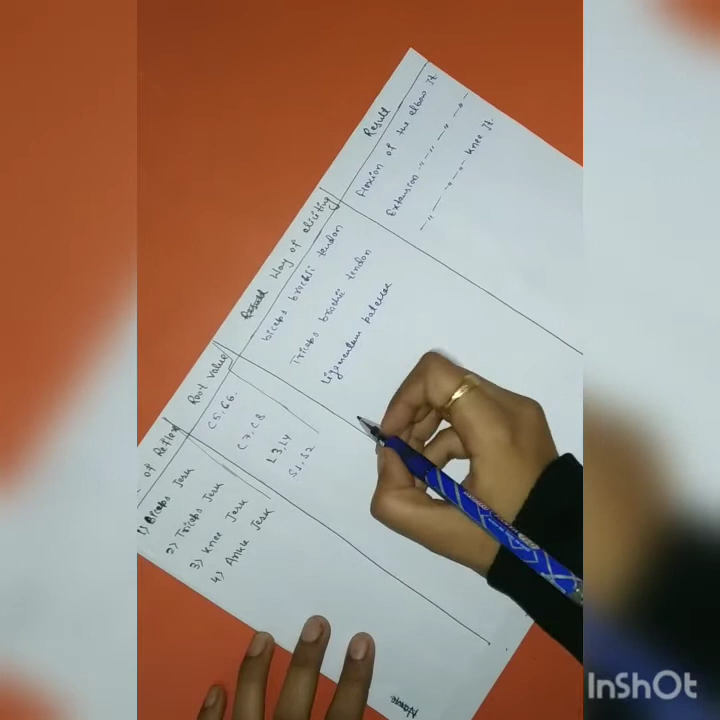 of Reflex Root value Result Way of eliciting Result
1) Biceps Jerk C5, C6. biceps brachii tendon flexion of the elbow Jt.
2) Triceps Jerk C7, C8 Triceps brachii tendon Extension -"- -"- -"-
3) Knee Jerk L3, L4 Ligamentum patellae -"- -"- Knee Jt.
4) Ankle Jerk S1, S2
InShOt